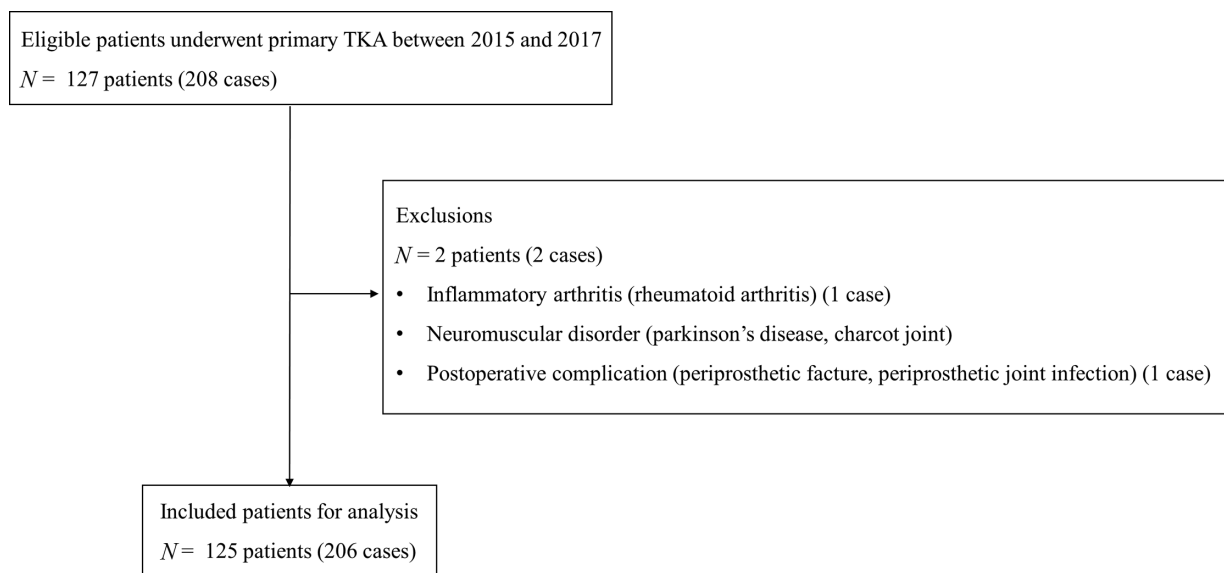 Eligible patients underwent primary TKA between 2015 and 2017
N = 127 patients (208 cases)
Exclusions
N = 2 patients (2 cases)
• Inflammatory arthritis (rheumatoid arthritis) (1 case)
• Neuromuscular disorder (parkinson's disease, charcot joint)
• Postoperative complication (periprosthetic facture, periprosthetic joint infection) (1 case)
Included patients for analysis
N = 125 patients (206 cases)